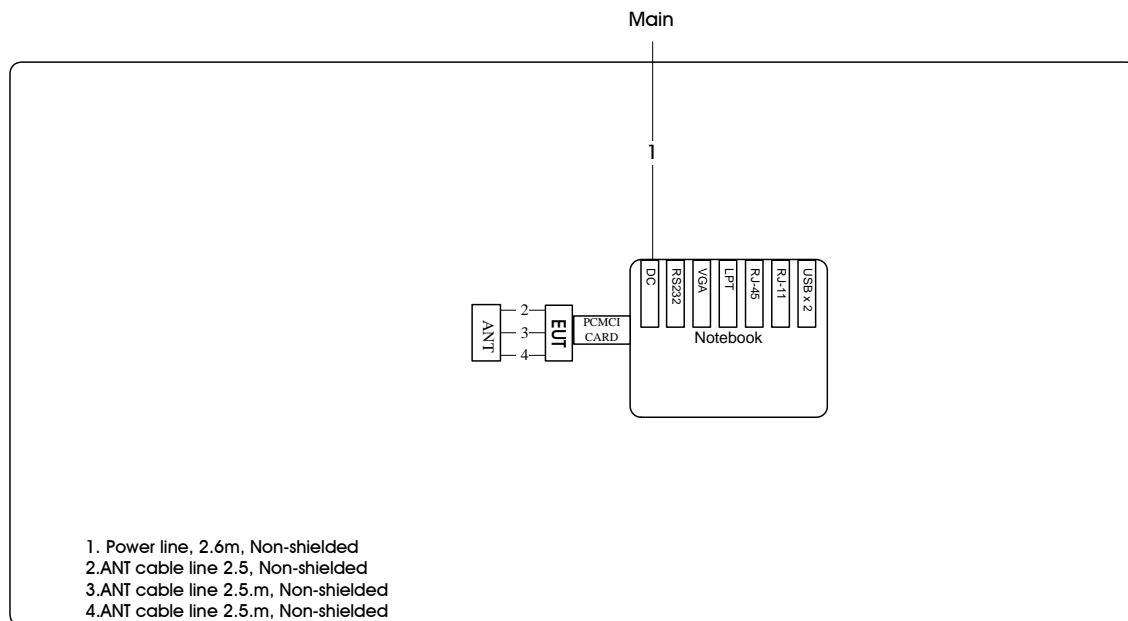 Main
1
DC
RS232
VGA
LPT
RJ-45
RJ-11
USB x 2
Notebook
ANT
2
3
4
EUT
PCMCI
CARD
1. Power line, 2.6m, Non-shielded
2.ANT cable line 2.5, Non-shielded
3.ANT cable line 2.5.m, Non-shielded
4.ANT cable line 2.5.m, Non-shielded